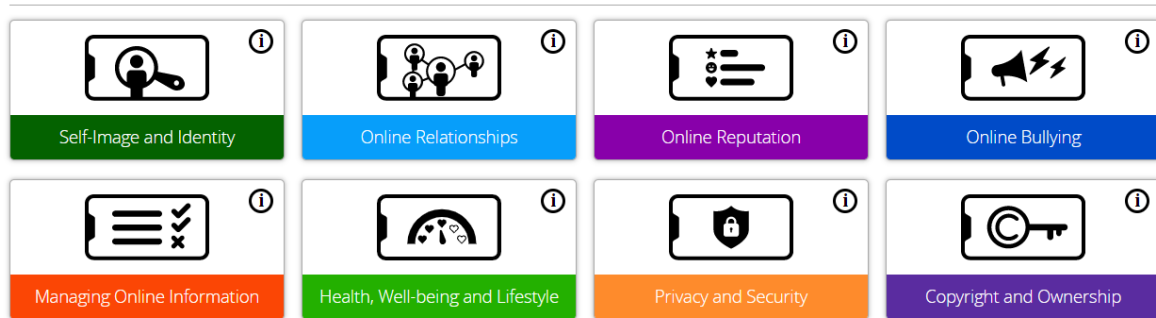 Self-Image and Identity
Online Relationships
Online Reputation
Online Bullying
Managing Online Information
Health, Well-being and Lifestyle
Privacy and Security
Copyright and Ownership